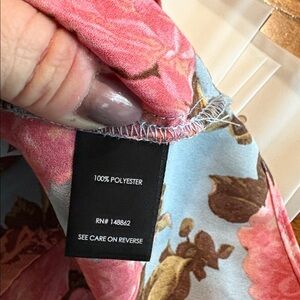 100% POLYESTER
RN# 148862
SEE CARE ON REVERSE